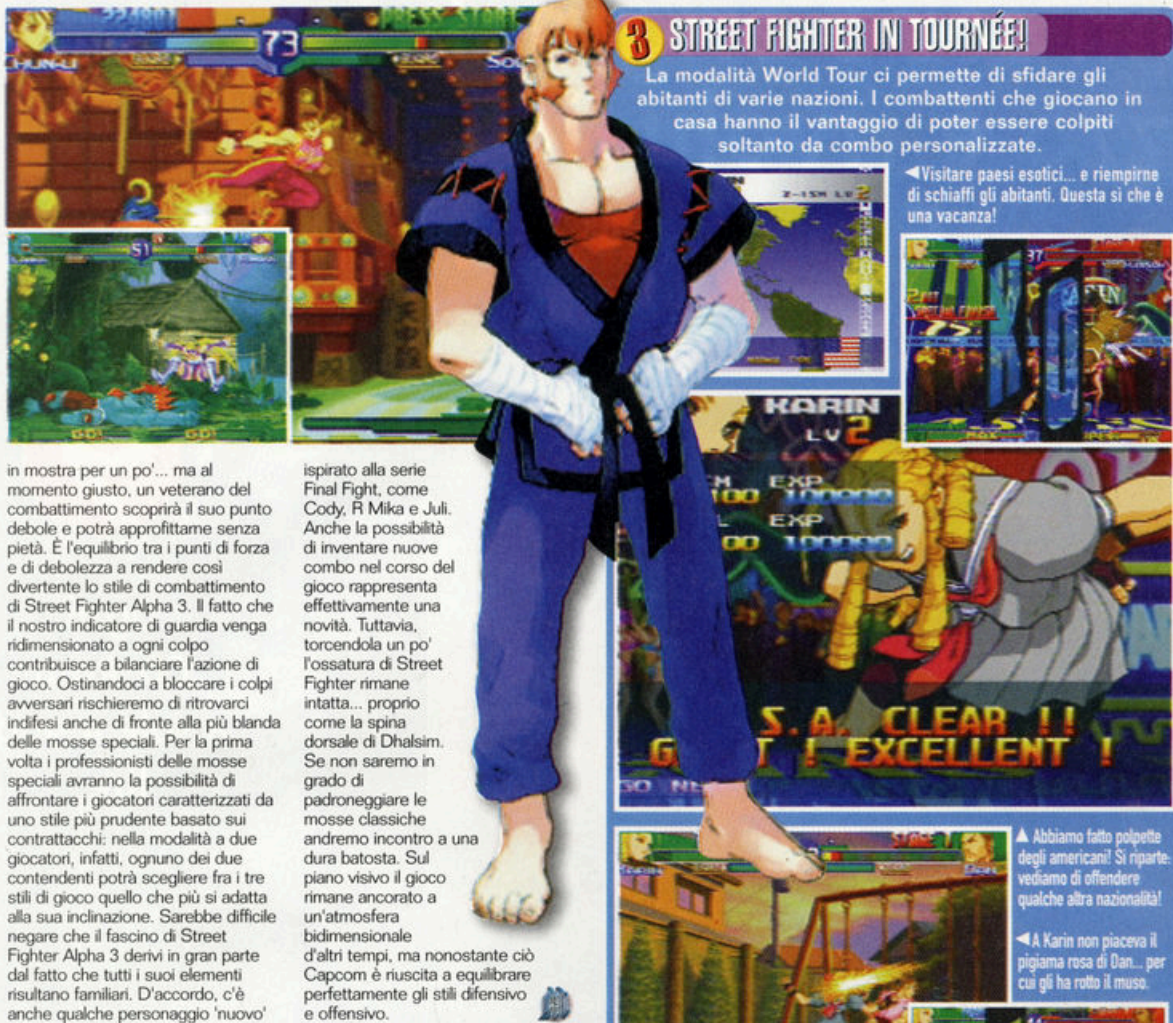 CHUN-LI
73
51
3 STREET FIGHTER IN TOURNÉE!
La modalità World Tour ci permette di sfidare gli
abitanti di varie nazioni. I combattenti che giocano in
casa hanno il vantaggio di poter essere colpiti
soltanto da combo personalizzate.
◄Visitare paesi esotici... e riempirne
di schiaffi gli abitanti. Questa sì che è
una vacanza!
Z-ISM LV 2
37
in mostra per un po'... ma al
momento giusto, un veterano del
combattimento scoprirà il suo punto
debole e potrà approfittarne senza
pietà. È l'equilibrio tra i punti di forza
e di debolezza a rendere così
divertente lo stile di combattimento
di Street Fighter Alpha 3. Il fatto che
il nostro indicatore di guardia venga
ridimensionato a ogni colpo
contribuisce a bilanciare l'azione di
gioco. Ostinandoci a bloccare i colpi
avversari rischieremo di ritrovarci
indifesi anche di fronte alla più blanda
delle mosse speciali. Per la prima
volta i professionisti delle mosse
speciali avranno la possibilità di
affrontare i giocatori caratterizzati da
uno stile più prudente basato sui
contrattacchi: nella modalità a due
giocatori, infatti, ognuno dei due
contendenti potrà scegliere fra i tre
stili di gioco quello che più si adatta
alla sua inclinazione. Sarebbe difficile
negare che il fascino di Street
Fighter Alpha 3 derivi in gran parte
dal fatto che tutti i suoi elementi
risultano familiari. D'accordo, c'è
anche qualche personaggio 'nuovo'
ispirato alla serie
Final Fight, come
Cody, R Mika e Juli.
Anche la possibilità
di inventare nuove
combo nel corso del
gioco rappresenta
effettivamente una
novità. Tuttavia,
torcendola un po'
l'ossatura di Street
Fighter rimane
intatta... proprio
come la spina
dorsale di Dhalsim.
Se non saremo in
grado di
padroneggiare le
mosse classiche
andremo incontro a una
dura batosta. Sul
piano visivo il gioco
rimane ancorato a
un'atmosfera
bidimensionale
d'altri tempi, ma nonostante ciò
Capcom è riuscita a equilibrare
perfettamente gli stili difensivo
e offensivo.
KARIN
LV 2
EXP
100 100000
EXP
00 100000
S.A. CLEAR !!
! EXCELLENT !
▲ Abbiamo fatto polpette
degli americani! Si riparte:
vediamo di offendere
qualche altra nazionalità!
◄A Karin non piaceva il
pigiama rosa di Dan... per
cui gli ha rotto il muso.